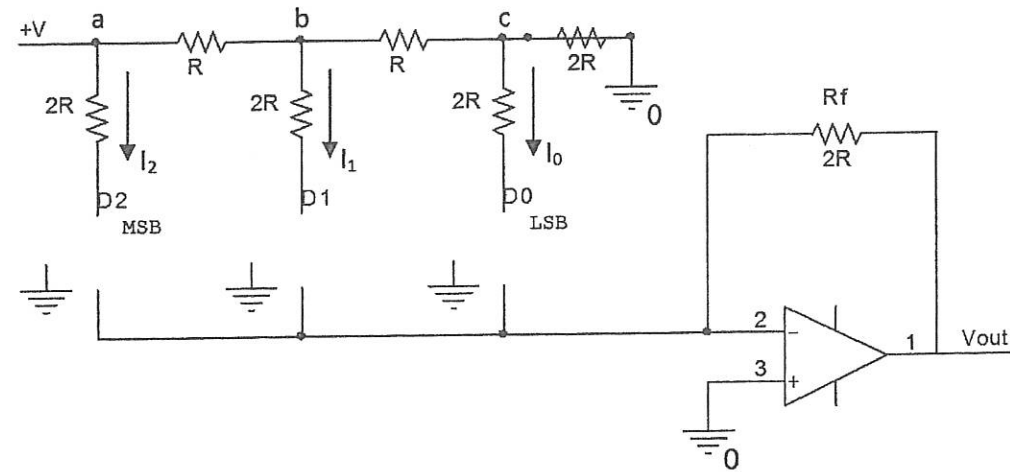 +V
a
b
c
R
R
2R
0
2R
2R
2R
I₂
I₁
I₀
D2
D1
D0
MSB
LSB
Rf
2R
2
3
1
−
+
Vout
0